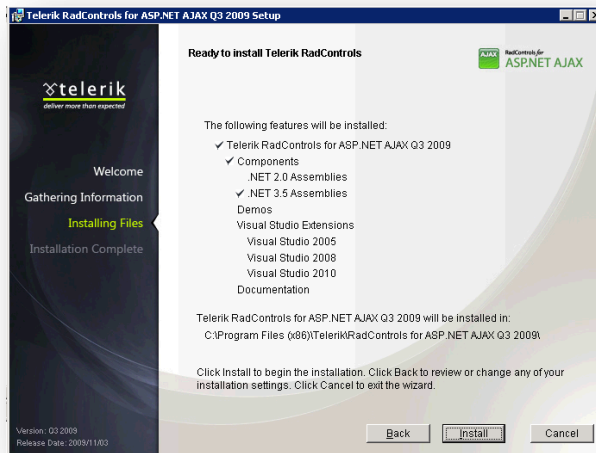 Telerik RadControls for ASP.NET AJAX Q3 2009 Setup
telerik
deliver more than expected
Welcome
Gathering Information
Installing Files
Installation Complete
Version: Q3 2009
Release Date: 2009/11/03
Ready to install Telerik RadControls
AJAX
RadControls for
ASP.NET AJAX
The following features will be installed:
Telerik RadControls for ASP.NET AJAX Q3 2009
Components
.NET 2.0 Assemblies
.NET 3.5 Assemblies
Demos
Visual Studio Extensions
Visual Studio 2005
Visual Studio 2008
Visual Studio 2010
Documentation
Telerik RadControls for ASP.NET AJAX Q3 2009 will be installed in:
C:\Program Files (x86)\Telerik\RadControls for ASP.NET AJAX Q3 2009\
Click Install to begin the installation. Click Back to review or change any of your
installation settings. Click Cancel to exit the wizard.
Back
Install
Cancel